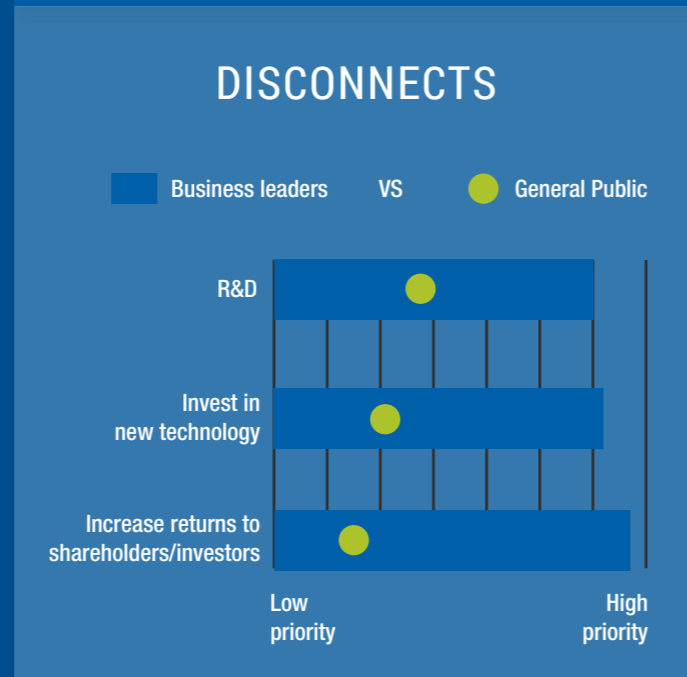 DISCONNECTS
Business leaders VS General Public
R&D
Invest in
new technology
Increase returns to
shareholders/investors
Low
priority
High
priority